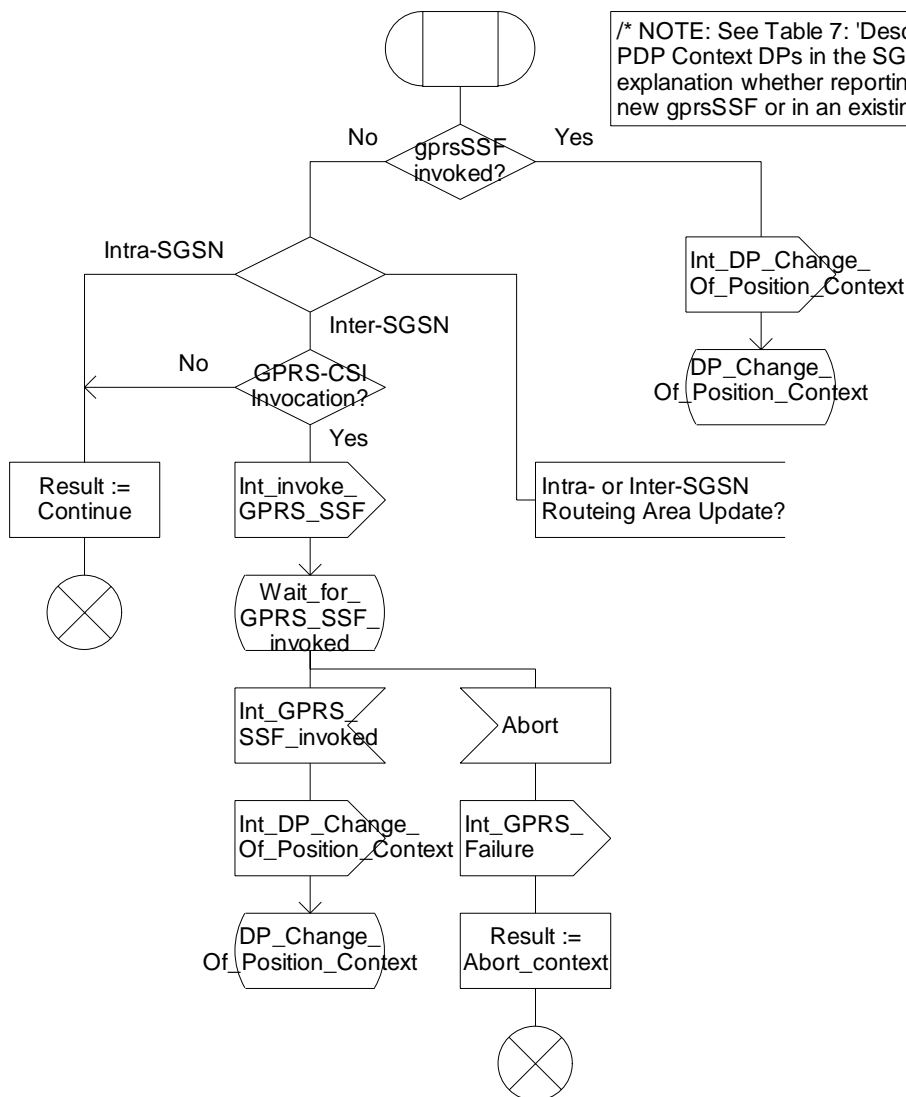 /* NOTE: See Table 7: 'Desc
PDP Context DPs in the SG
explanation whether reportin
new gprsSSF or in an existin
No
gprsSSF
invoked?
Yes
Intra-SGSN
Int_DP_Change_
Of_Position_Context
Inter-SGSN
No
GPRS-CSI
Invocation?
DP_Change_
Of_Position_Context
Yes
Result :=
Continue
Int_invoke_
GPRS_SSF
Intra- or Inter-SGSN
Routeing Area Update?
Wait_for_
GPRS_SSF_
invoked
Int_GPRS_
SSF_invoked
Abort
Int_DP_Change_
Of_Position_Context
Int_GPRS_
Failure
DP_Change_
Of_Position_Context
Result :=
Abort_context